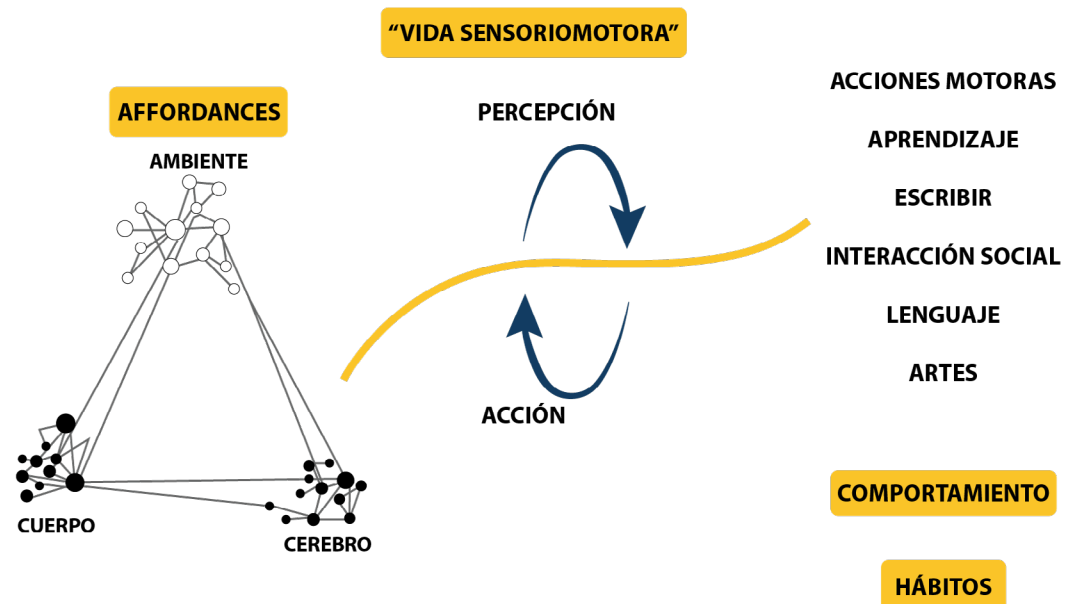 “VIDA SENSORIOMOTORA”
AFFORDANCES
AMBIENTE
CUERPO
CEREBRO
PERCEPCIÓN
ACCIÓN
ACCIONES MOTORAS
APRENDIZAJE
ESCRIBIR
INTERACCIÓN SOCIAL
LENGUAJE
ARTES
COMPORTAMIENTO
HÁBITOS